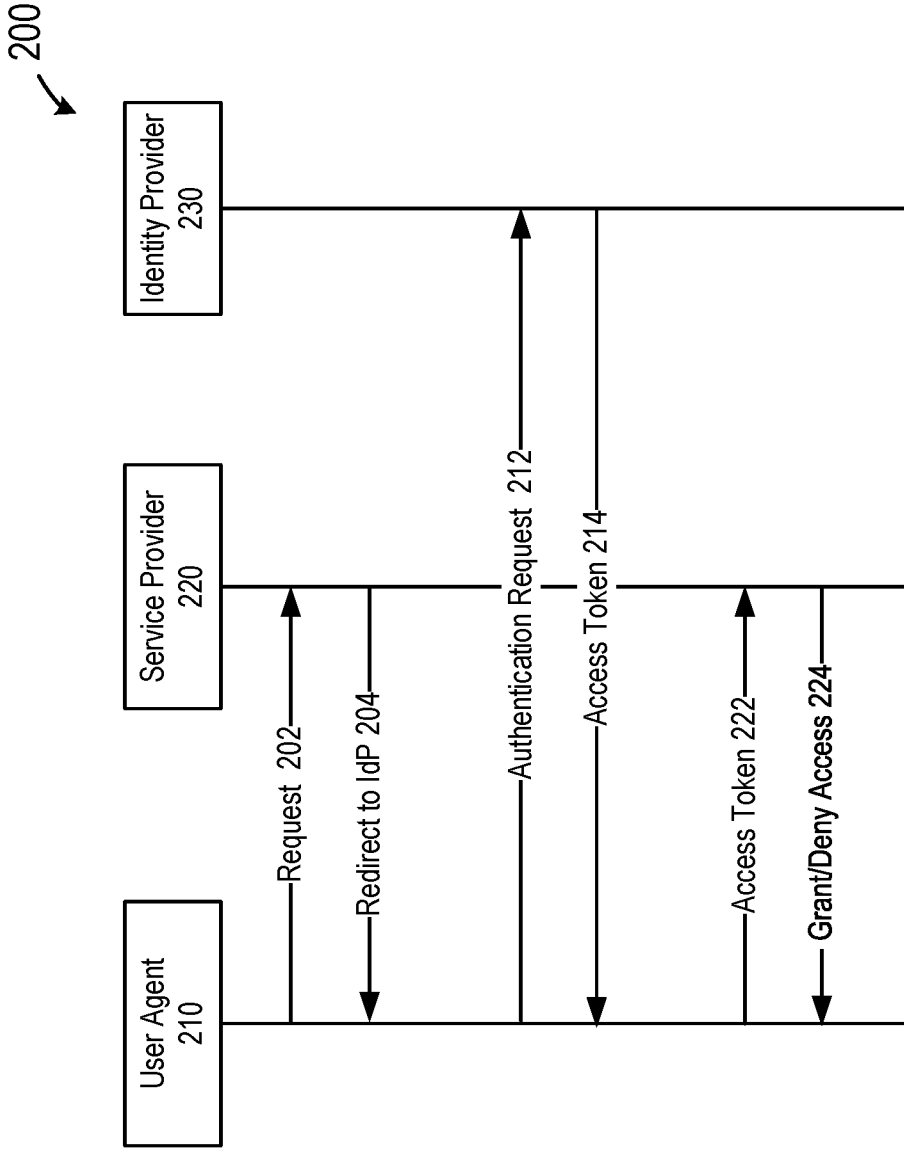 200
User Agent
210
Service Provider
220
Identity Provider
230
Request 202
Redirect to IdP 204
Authentication Request 212
Access Token 214
Access Token 222
Grant/Deny Access 224